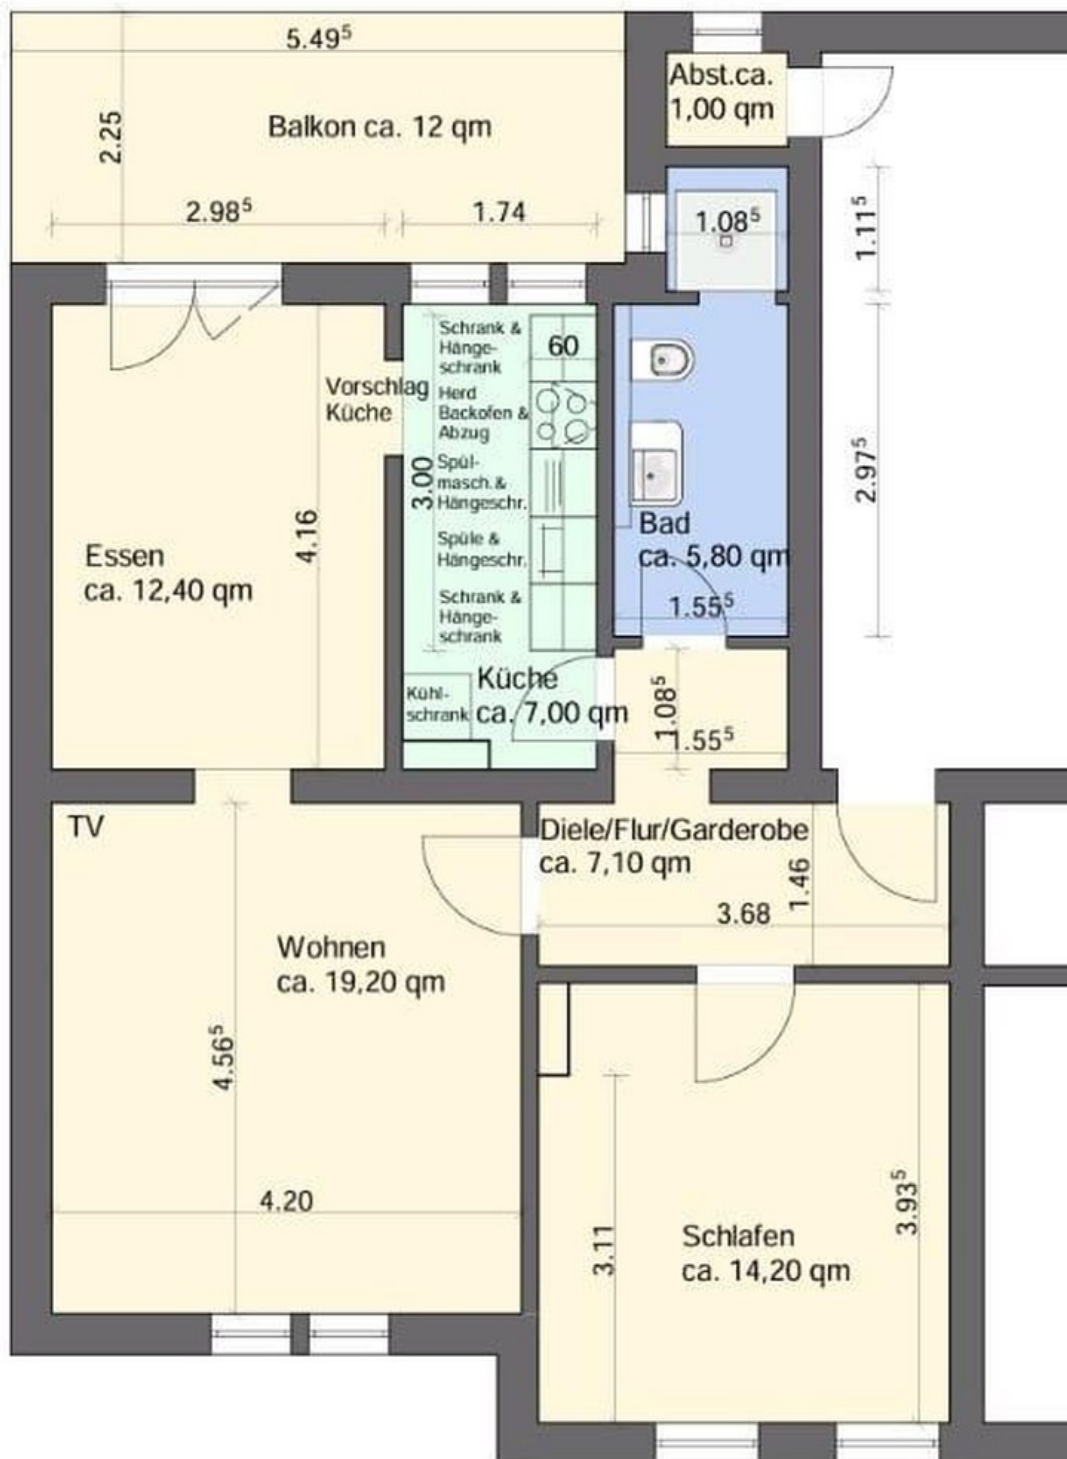 5.49⁵
Abst.ca.
1,00 qm
2.25
Balkon ca. 12 qm
2.98⁵
1.74
1.08⁵
1.11⁵
Schrank &
Hänge-
schrank
60
Vorschlag
Küche
Herd
Backofen &
Abzug
3.00
Spül-
masch.&
Hängeschr.
2.97⁵
4.16
Essen
ca. 12,40 qm
Spüle &
Hängeschr.
Bad
ca. 5,80 qm
Schrank &
Hänge-
schrank
1.55⁵
Kühl-
schrank
Küche
ca. 7,00 qm
1.08⁵
1.55⁵
TV
Diele/Flur/Garderobe
ca. 7,10 qm
1.46
3.68
Wohnen
ca. 19,20 qm
4.56⁵
4.20
3.11
Schlafen
ca. 14,20 qm
3.93⁵